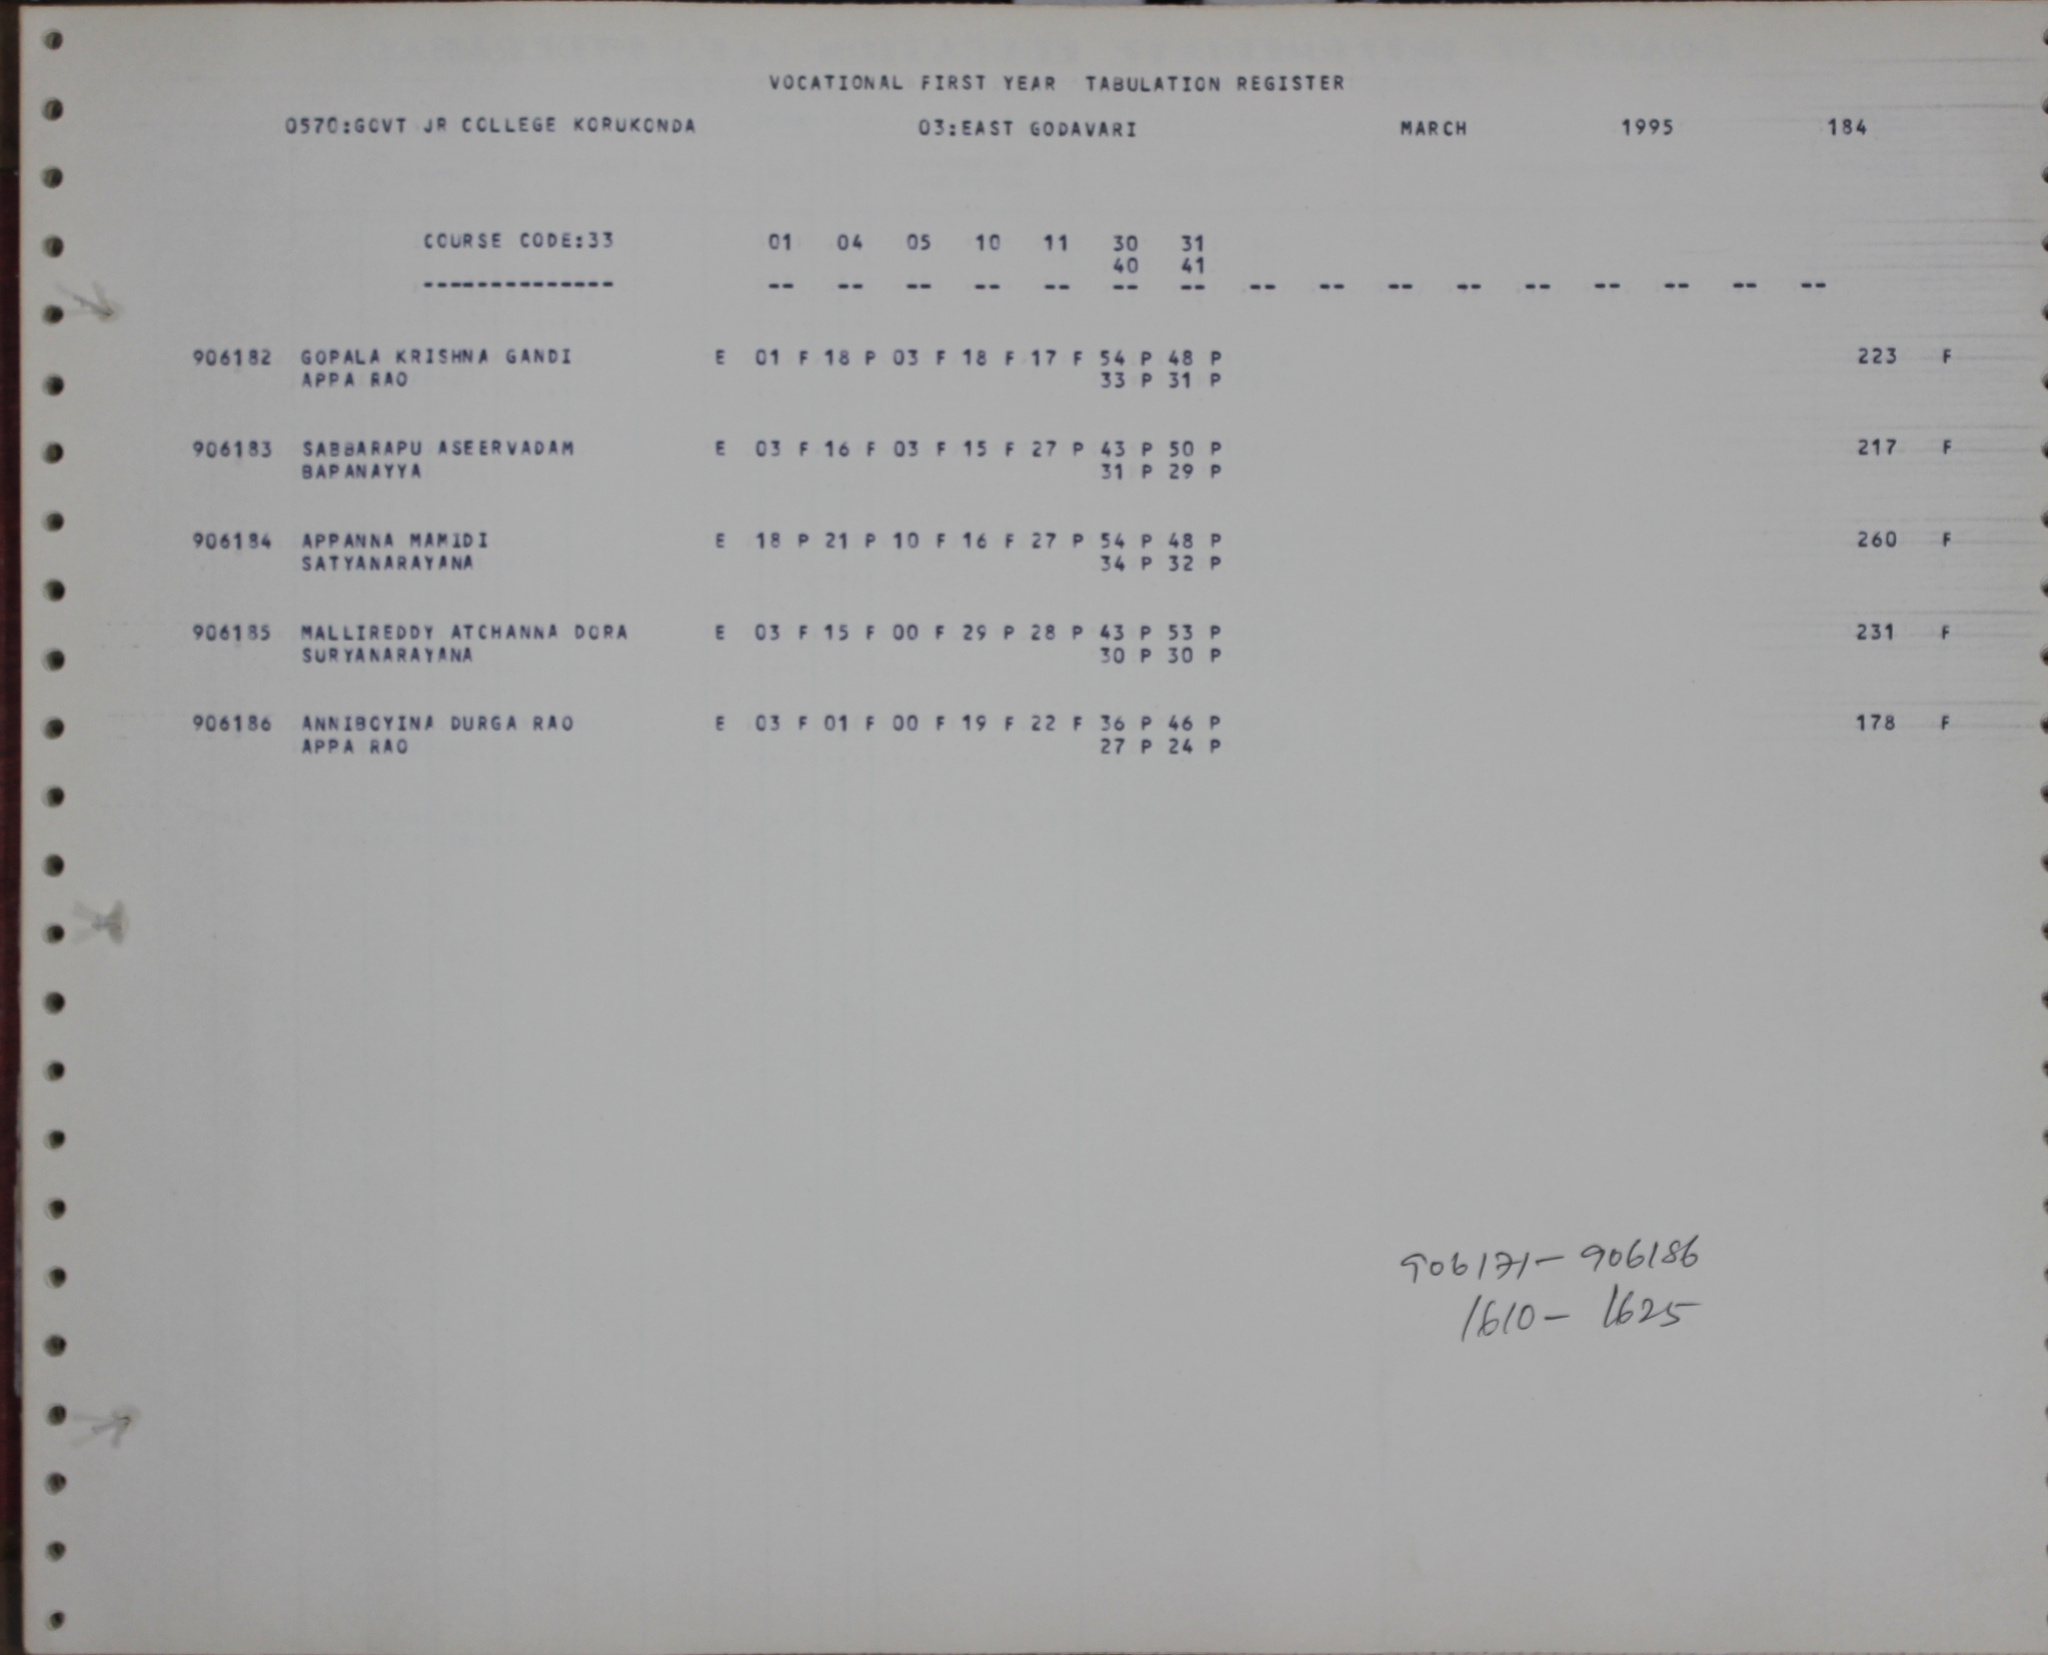 VOCATIONAL FIRST YEAR TABULATION REGISTER
0570:GOVT JR COLLEGE KORUKONDA 03:EAST GODAVARI MARCH 1995 184
COURSE CODE:33 01 04 05 10 11 30 31
40 41
-------------- -- -- -- -- -- -- -- -- -- -- -- -- -- -- -- --
906182 GOPALA KRISHNA GANDI E 01 F 18 P 03 F 18 F 17 F 54 P 48 P 223 F
APPA RAO 33 P 31 P
906183 SABBARAPU ASEERVADAM E 03 F 16 F 03 F 15 F 27 P 43 P 50 P 217 F
BAPANAYYA 31 P 29 P
906184 APPANNA MAMIDI E 18 P 21 P 10 F 16 F 27 P 54 P 48 P 260 F
SATYANARAYANA 34 P 32 P
906185 MALLIREDDY ATCHANNA DORA E 03 F 15 F 00 F 29 P 28 P 43 P 53 P 231 F
SURYANARAYANA 30 P 30 P
906186 ANNIBOYINA DURGA RAO E 03 F 01 F 00 F 19 F 22 F 36 P 46 P 178 F
APPA RAO 27 P 24 P
906171 - 906186
1610 - 1625